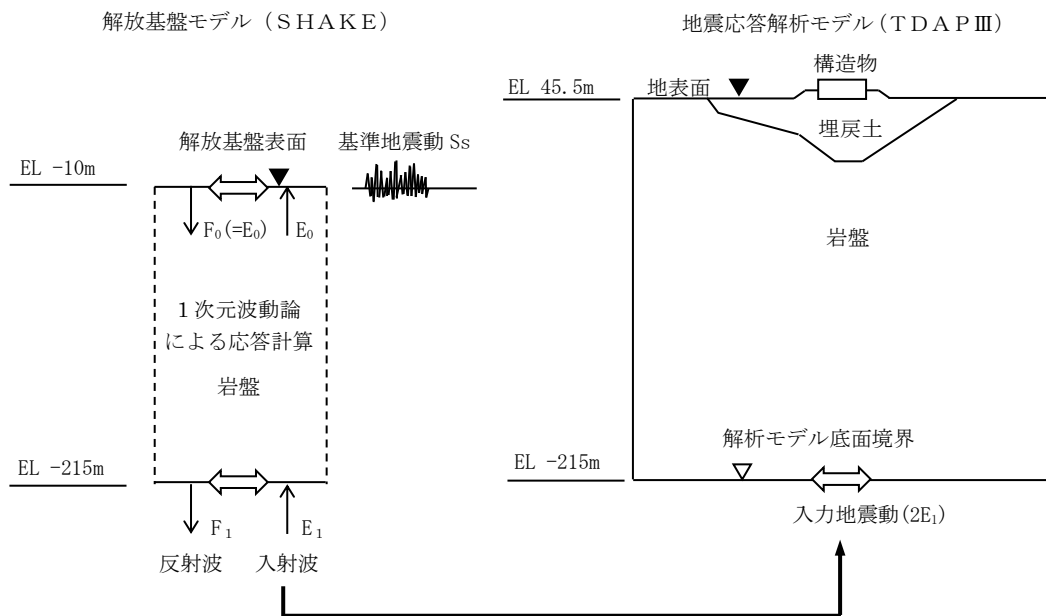 解放基盤モデル（ＳＨＡＫＥ）
解放基盤表面
基準地震動 Ss
EL -10m
F₀(=E₀)
E₀
１次元波動論
による応答計算
岩盤
EL -215m
F₁
E₁
反射波
入射波
地震応答解析モデル(ＴＤＡＰⅢ)
構造物
EL 45.5m
地表面
埋戻土
岩盤
解析モデル底面境界
EL -215m
入力地震動(2E₁)